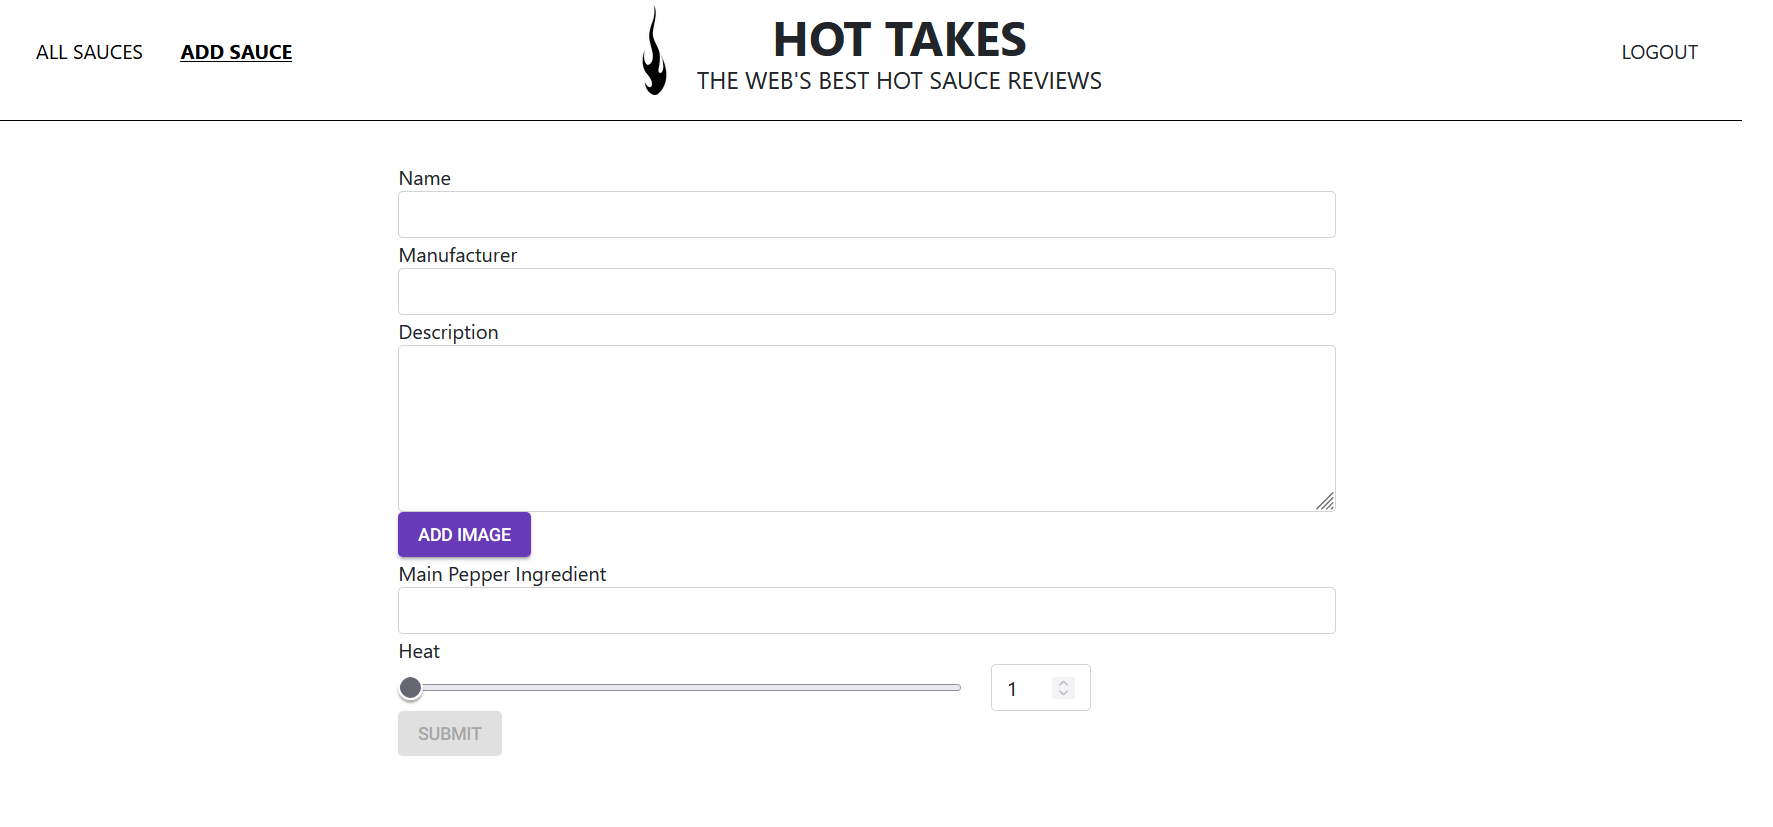 ALL SAUCES
ADD SAUCE
HOT TAKES
THE WEB'S BEST HOT SAUCE REVIEWS
LOGOUT
Name
Manufacturer
Description
ADD IMAGE
Main Pepper Ingredient
Heat
1
SUBMIT